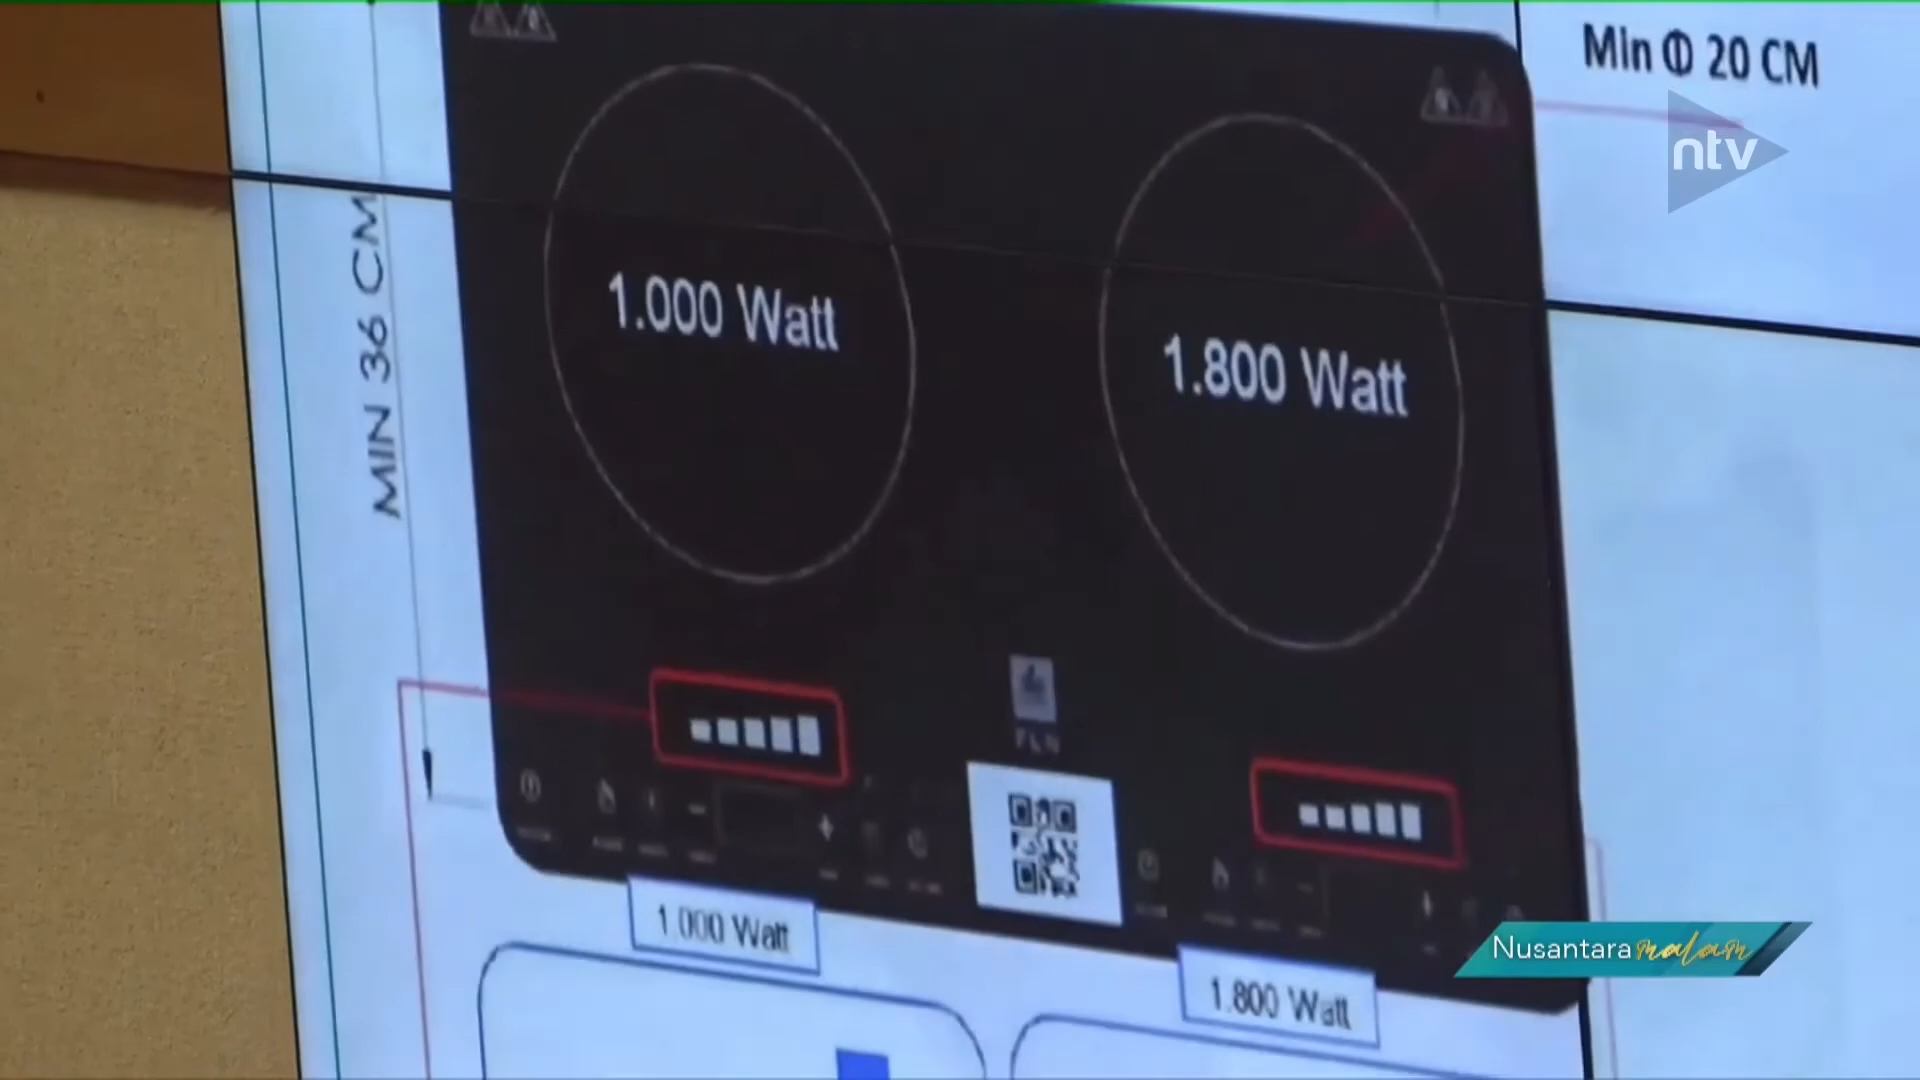 Min Φ 20 CM
ntv
MIN 36 CM
1.000 Watt
1.800 Watt
PLN
1.000 Watt
1.800 Watt
Nusantara malam